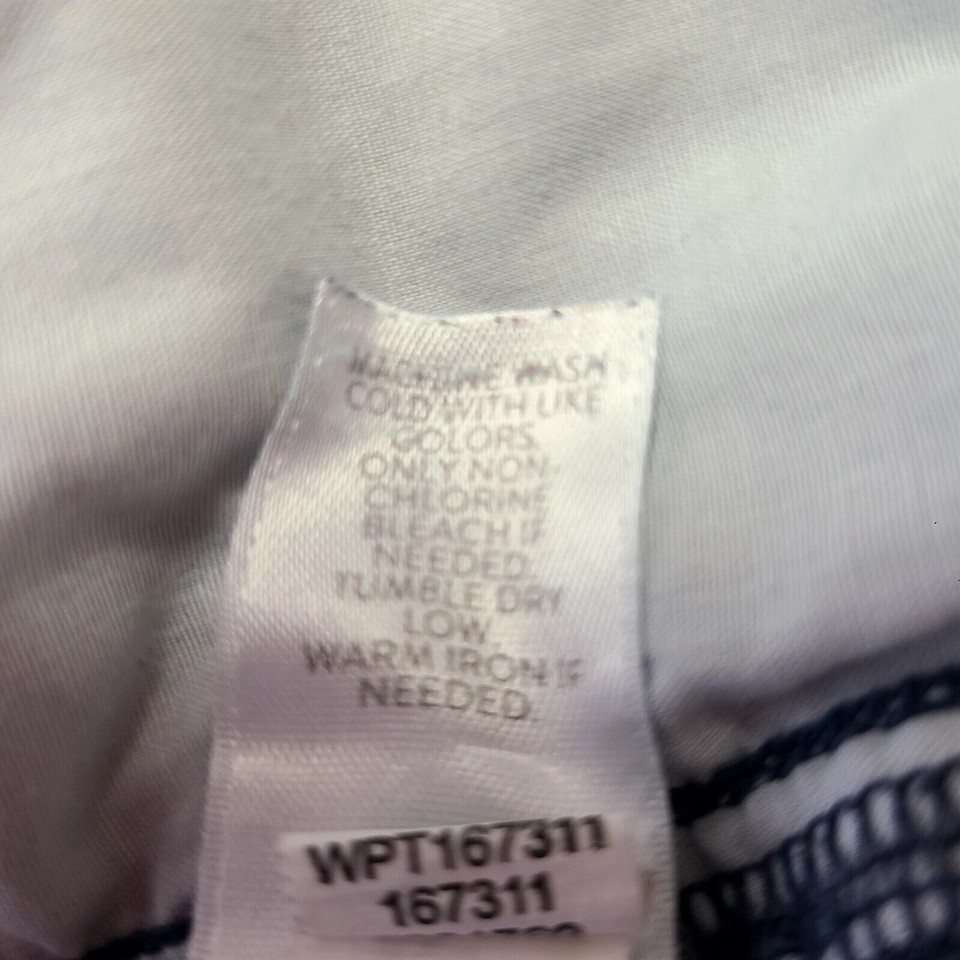 MACHINE WASH
COLD WITH LIKE
COLORS.
ONLY NON-
CHLORINE
BLEACH IF
NEEDED.
TUMBLE DRY
LOW.
WARM IRON IF
NEEDED.
WPT167311
167311